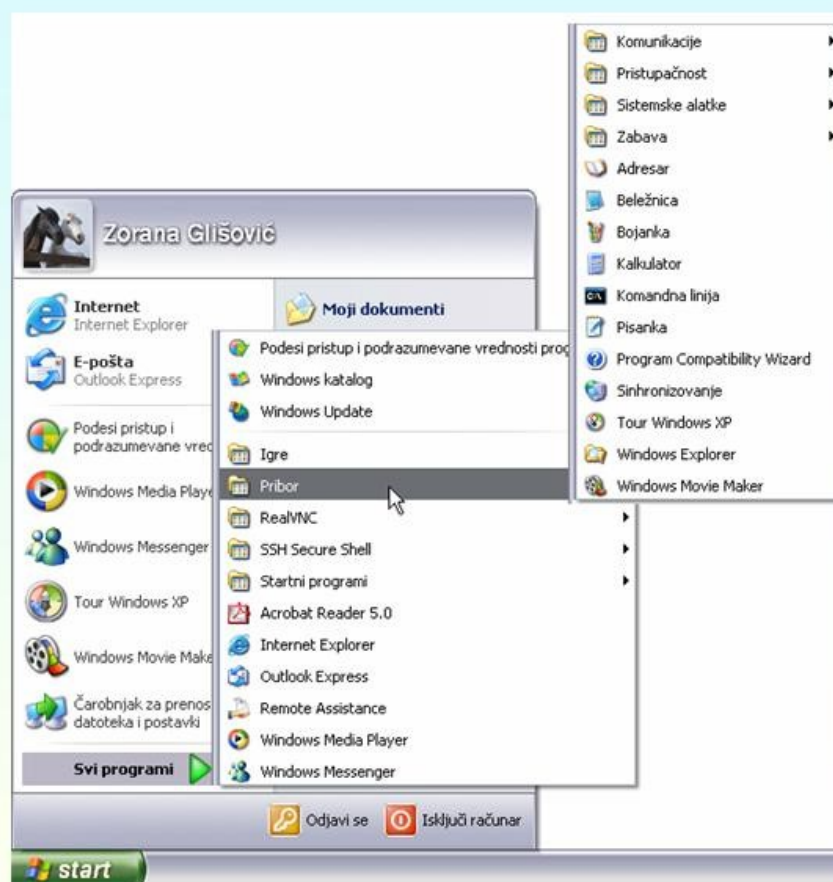 Zorana Glišović
Internet
Internet Explorer
E-pošta
Outlook Express
Podesi pristup i
podrazumevane vred
Windows Media Playe
Windows Messenger
Tour Windows XP
Windows Movie Make
Čarobnjak za prenos
datoteka i postavki
Svi programi
Moji dokumenti
Podesi pristup i podrazumevane vrednosti prog
Windows katalog
Windows Update
Igre
Pribor
RealVNC
SSH Secure Shell
Startni programi
Acrobat Reader 5.0
Internet Explorer
Outlook Express
Remote Assistance
Windows Media Player
Windows Messenger
Komunikacije
Pristupačnost
Sistemske alatke
Zabava
Adresar
Beležnica
Bojanka
Kalkulator
Komandna linija
Pisanka
Program Compatibility Wizard
Sinhronizovanje
Tour Windows XP
Windows Explorer
Windows Movie Maker
Odjavi se
Isključi računar
start